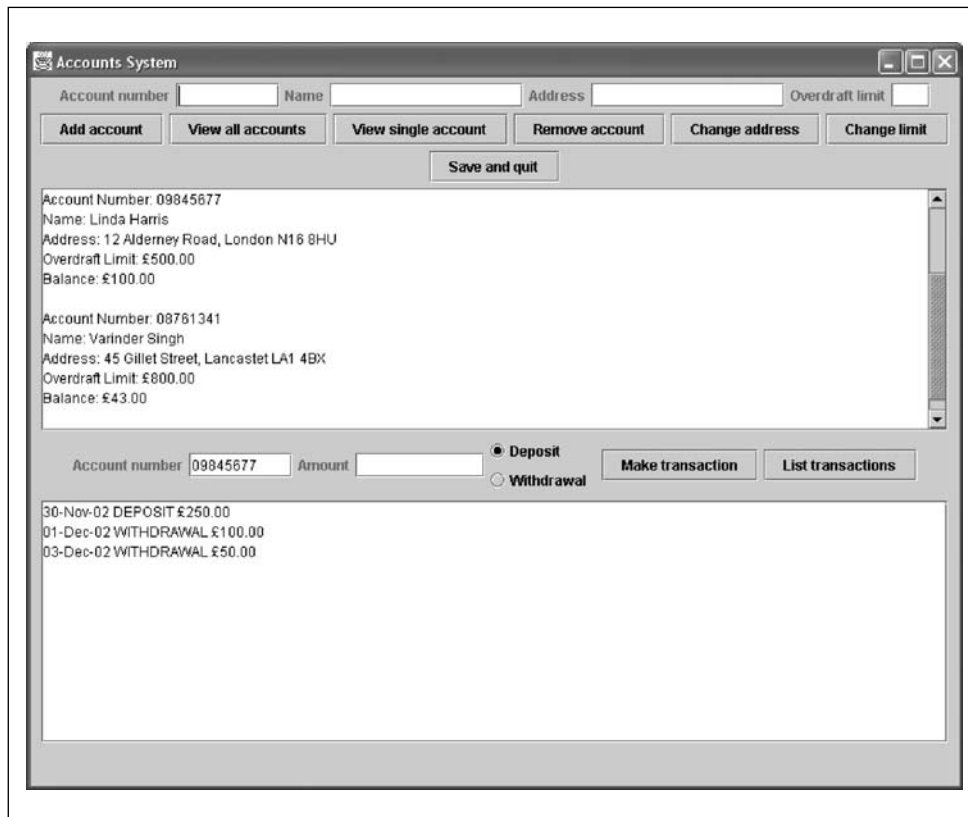 Accounts System
Account number Name Address Overdraft limit
Add account View all accounts View single account Remove account Change address Change limit
Save and quit
Account Number: 09845677
Name: Linda Harris
Address: 12 Alderney Road, London N16 8HU
Overdraft Limit: £500.00
Balance: £100.00
Account Number: 08761341
Name: Varinder Singh
Address: 45 Gillet Street, Lancastet LA1 4BX
Overdraft Limit: £800.00
Balance: £43.00
Account number 09845677 Amount Deposit Make transaction List transactions
Withdrawal
30-Nov-02 DEPOSIT £250.00
01-Dec-02 WITHDRAWAL £100.00
03-Dec-02 WITHDRAWAL £50.00